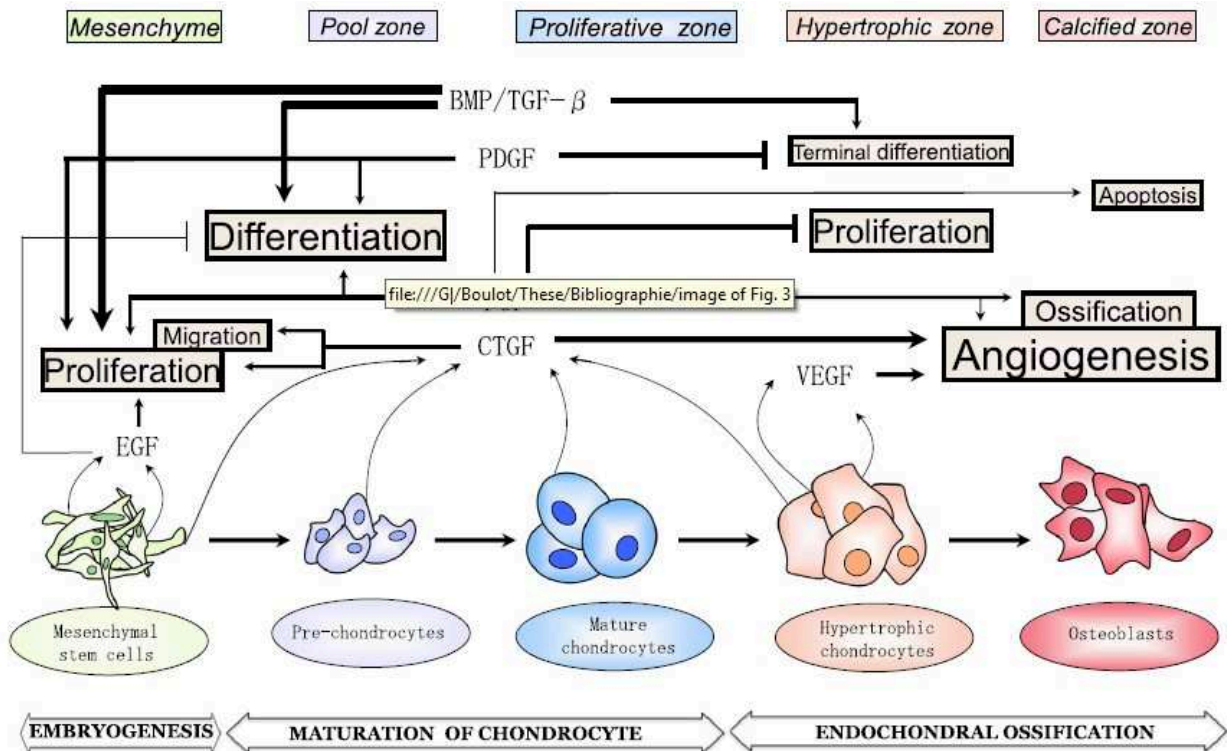 Mesenchyme
Pool zone
Proliferative zone
Hypertrophic zone
Calcified zone
BMP/TGF-β
PDGF
Terminal differentiation
Apoptosis
Differentiation
Proliferation
file:///G|/Boulot/These/Bibliographie/image of Fig. 3
Migration
Proliferation
CTGF
Ossification
Angiogenesis
VEGF
EGF
Mesenchymal
stem cells
Pre-chondrocytes
Mature
chondrocytes
Hypertrophic
chondrocytes
Osteoblasts
EMBRYOGENESIS
MATURATION OF CHONDROCYTE
ENDOCHONDRAL OSSIFICATION